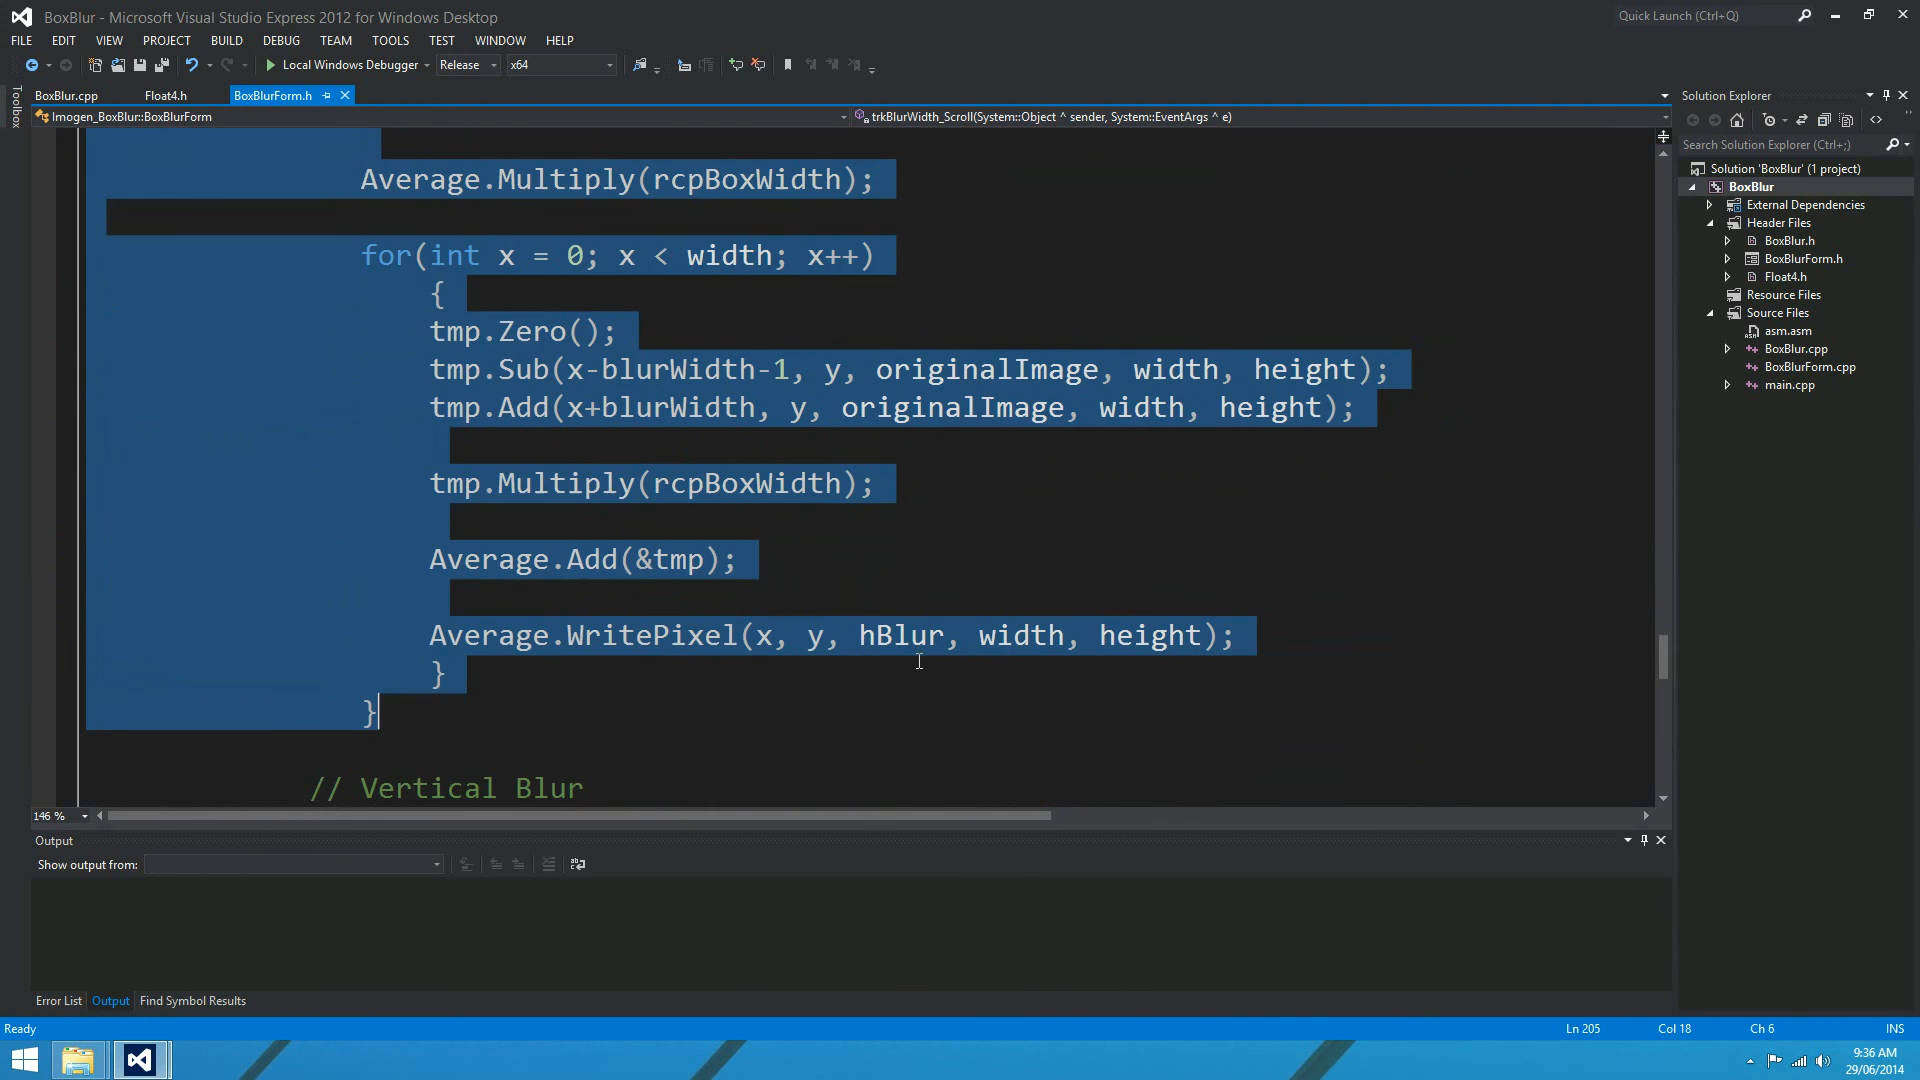 BoxBlur - Microsoft Visual Studio Express 2012 for Windows Desktop
Quick Launch (Ctrl+Q)
FILE EDIT VIEW PROJECT BUILD DEBUG TEAM TOOLS TEST WINDOW HELP
Local Windows Debugger Release x64
Toolbox
BoxBlur.cpp Float4.h BoxBlurForm.h
Imogen_BoxBlur::BoxBlurForm
trkBlurWidth_Scroll(System::Object ^ sender, System::EventArgs ^ e)
Average.Multiply(rcpBoxWidth);
for(int x = 0; x < width; x++)
{
tmp.Zero();
tmp.Sub(x-blurWidth-1, y, originalImage, width, height);
tmp.Add(x+blurWidth, y, originalImage, width, height);
tmp.Multiply(rcpBoxWidth);
Average.Add(&tmp);
Average.WritePixel(x, y, hBlur, width, height);
}
}
// Vertical Blur
146 %
Output
Show output from:
Error List Output Find Symbol Results
Solution Explorer
Search Solution Explorer (Ctrl+;)
Solution 'BoxBlur' (1 project)
BoxBlur
External Dependencies
Header Files
BoxBlur.h
BoxBlurForm.h
Float4.h
Resource Files
Source Files
asm.asm
BoxBlur.cpp
BoxBlurForm.cpp
main.cpp
Ready
Ln 205 Col 18 Ch 6 INS
9:36 AM
29/06/2014